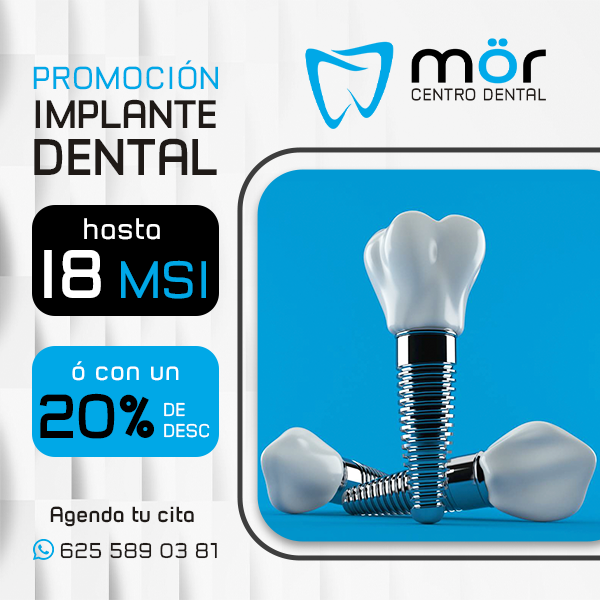 mör
CENTRO DENTAL
PROMOCIÓN
IMPLANTE
DENTAL
hasta
18 MSI
ó con un
20% DE DESC
Agenda tu cita
625 589 03 81